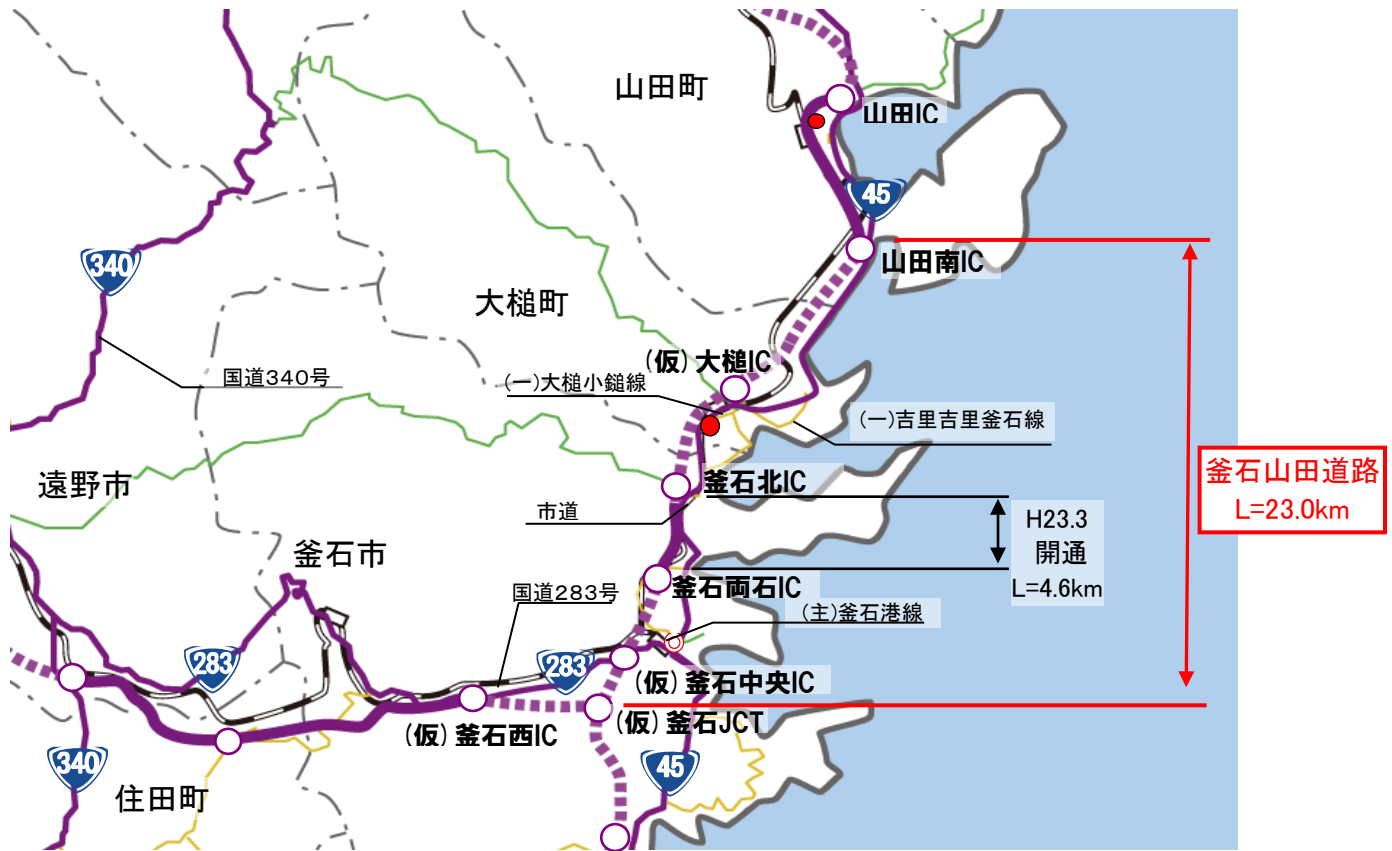 山田町
山田IC
45
山田南IC
340
大槌町
(仮)大槌IC
国道340号
(一)大槌小鎚線
(一)吉里吉里釜石線
釜石山田道路
L=23.0km
遠野市
釜石北IC
市道
H23.3
開通
L=4.6km
釜石市
釜石両石IC
国道283号
(主)釜石港線
283
283
(仮)釜石中央IC
(仮)釜石西IC
(仮)釜石JCT
340
45
住田町